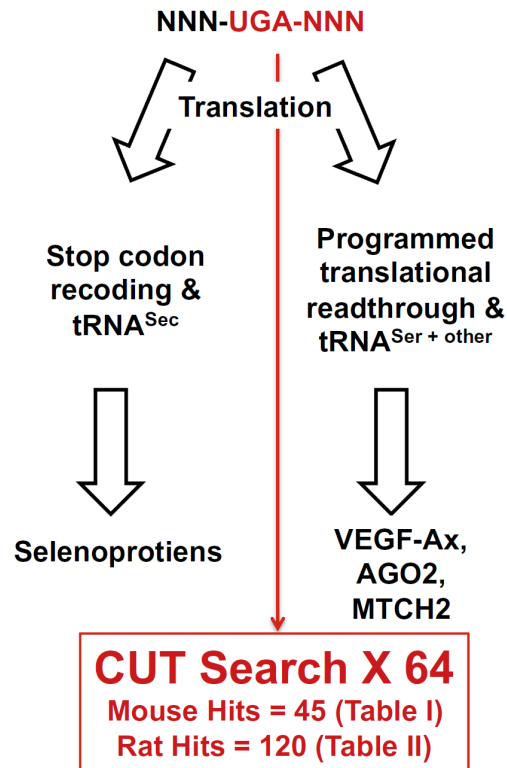 NNN-UGA-NNN
Translation
Stop codon
recoding &
tRNASec
Programmed
translational
readthrough &
tRNASer + other
Selenoprotiens
VEGF-Ax,
AGO2,
MTCH2
CUT Search X 64
Mouse Hits = 45 (Table I)
Rat Hits = 120 (Table II)